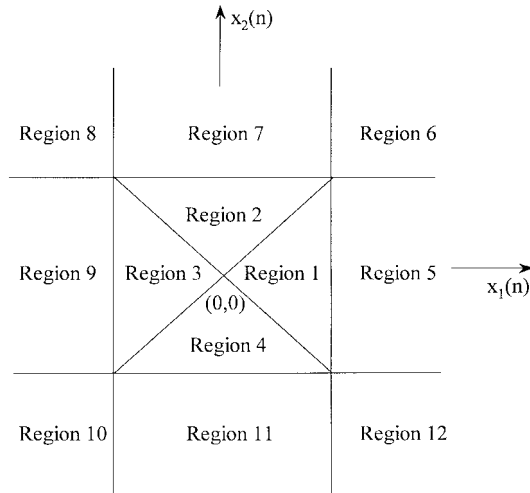 x₂(n)
Region 8 Region 7 Region 6
Region 2
Region 9 Region 3 Region 1 Region 5
x₁(n)
(0,0)
Region 4
Region 10 Region 11 Region 12